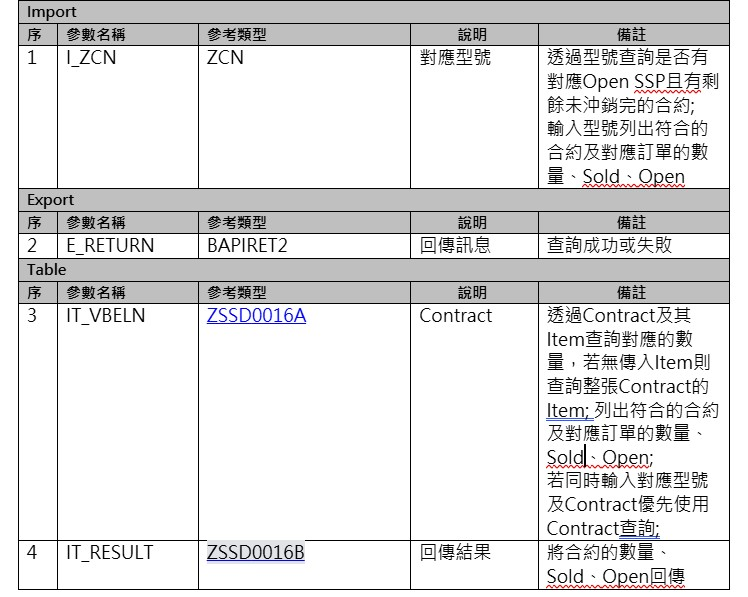 Import
序 參數名稱 參考類型 說明 備註
1 I_ZCN ZCN 對應型號 透過型號查詢是否有
對應Open SSP且有剩
餘未沖銷完的合約;
輸入型號列出符合的
合約及對應訂單的數
量、Sold、Open
Export
序 參數名稱 參考類型 說明 備註
2 E_RETURN BAPIRET2 回傳訊息 查詢成功或失敗
Table
序 參數名稱 參考類型 說明 備註
3 IT_VBELN ZSSD0016A Contract 透過Contract及其
Item查詢對應的數
量，若無傳入Item則
查詢整張Contract的
Item; 列出符合的合約
及對應訂單的數量、
Sold、Open;
若同時輸入對應型號
及Contract優先使用
Contract查詢;
4 IT_RESULT ZSSD0016B 回傳結果 將合約的數量、
Sold、Open回傳